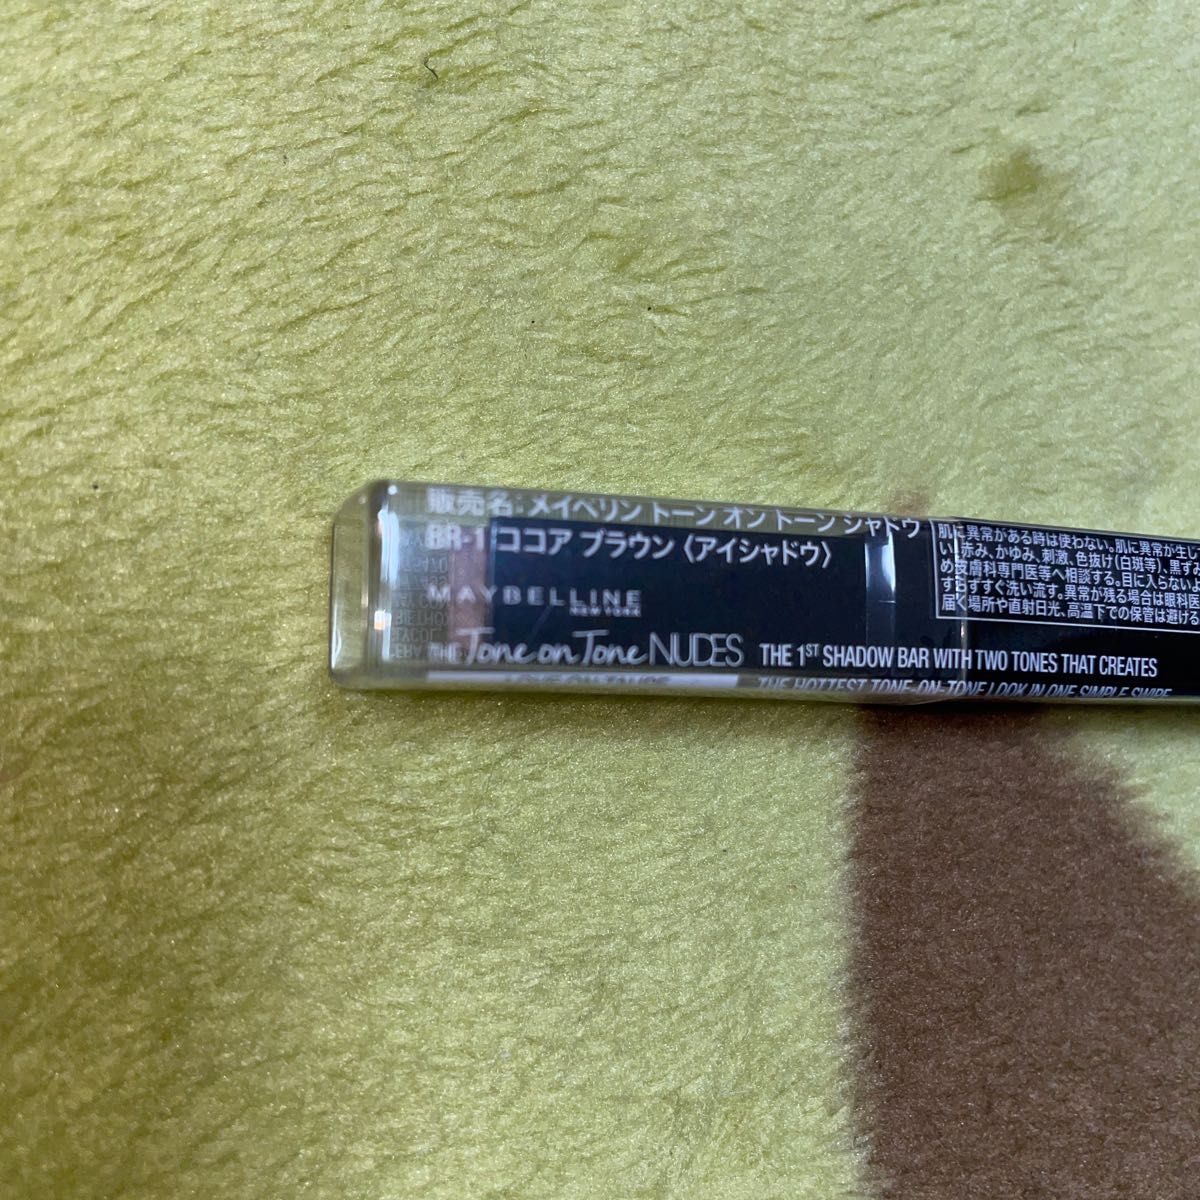 販売名:メイベリン トーン オン トーン シャドウ
BR-1 ココア ブラウン〈アイシャドウ〉
MAYBELLINE
NEW YORK
Tone on Tone NUDES THE 1ST SHADOW BAR WITH TWO TONES THAT CREATES
THE HOTTEST TONE-ON-TONE LOOK IN ONE SIMPLE SWIPE
肌に異常がある時は使わない。肌に異常が生じ
い、赤み、かゆみ、刺激、色抜け(白斑等)、黒ずみ
め皮膚科専門医等へ相談する。目に入らないよ
すぐ洗い流す。異常が残る場合は眼科医
届く場所や直射日光、高温下での保管は避ける